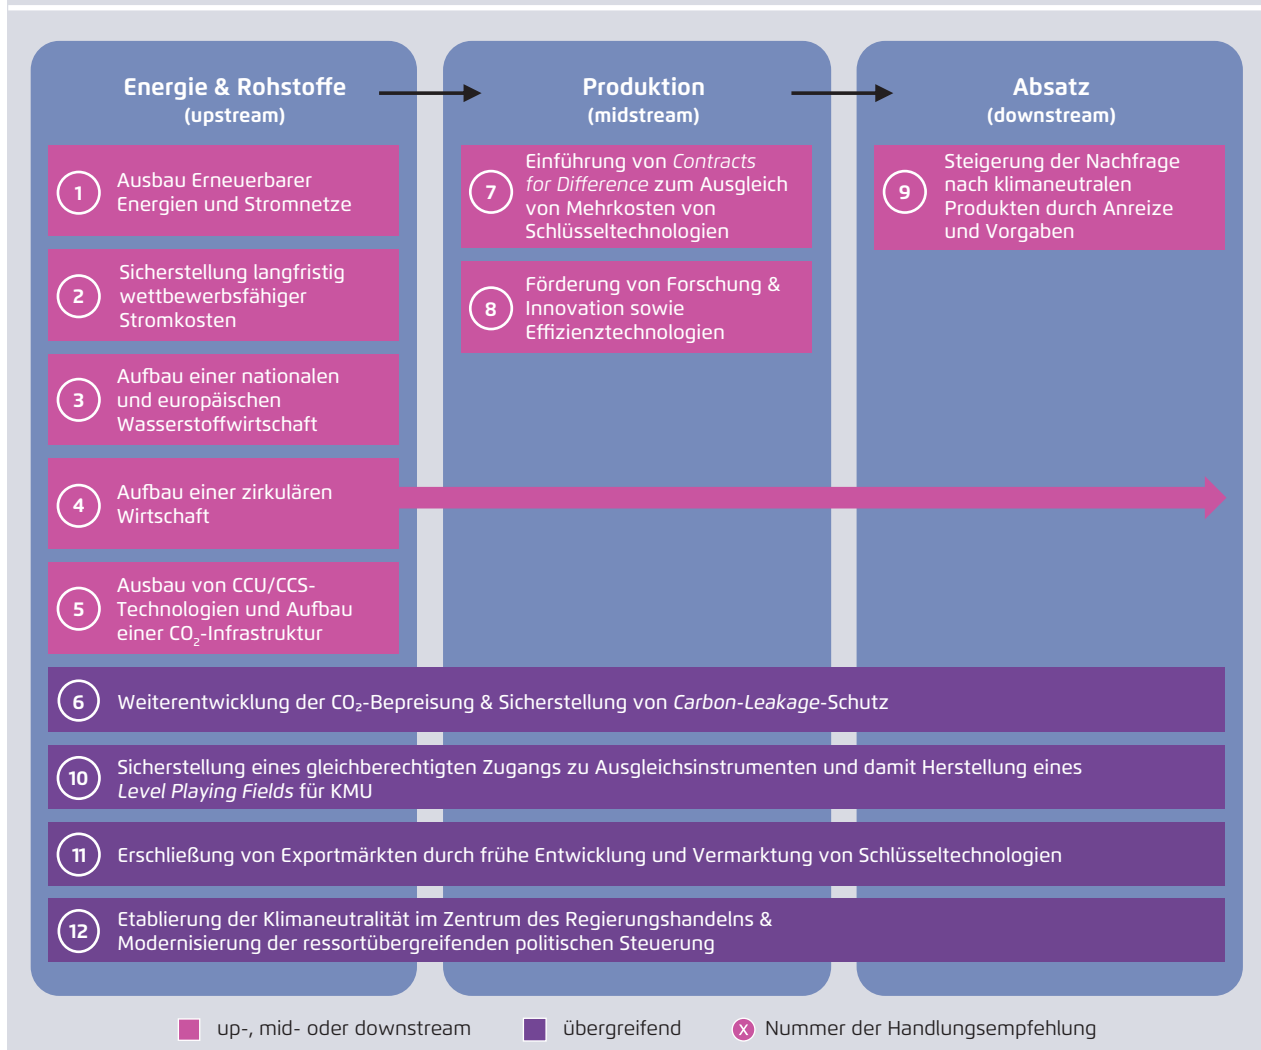 Energie & Rohstoffe
(upstream)
1
Ausbau Erneuerbarer
Energien und Stromnetze
2
Sicherstellung langfristig
wettbewerbsfähiger
Stromkosten
3
Aufbau einer nationalen
und europäischen
Wasserstoffwirtschaft
4
Aufbau einer zirkulären
Wirtschaft
5
Ausbau von CCU/CCS-
Technologien und Aufbau
einer CO₂-Infrastruktur
Produktion
(midstream)
7
Einführung von Contracts
for Difference zum Ausgleich
von Mehrkosten von
Schlüsseltechnologien
8
Förderung von Forschung &
Innovation sowie
Effizienztechnologien
Absatz
(downstream)
9
Steigerung der Nachfrage
nach klimaneutralen
Produkten durch Anreize
und Vorgaben
6
Weiterentwicklung der CO₂-Bepreisung & Sicherstellung von Carbon-Leakage-Schutz
10
Sicherstellung eines gleichberechtigten Zugangs zu Ausgleichsinstrumenten und damit Herstellung eines
Level Playing Fields für KMU
11
Erschließung von Exportmärkten durch frühe Entwicklung und Vermarktung von Schlüsseltechnologien
12
Etablierung der Klimaneutralität im Zentrum des Regierungshandelns &
Modernisierung der ressortübergreifenden politischen Steuerung
up-, mid- oder downstream
übergreifend
X Nummer der Handlungsempfehlung